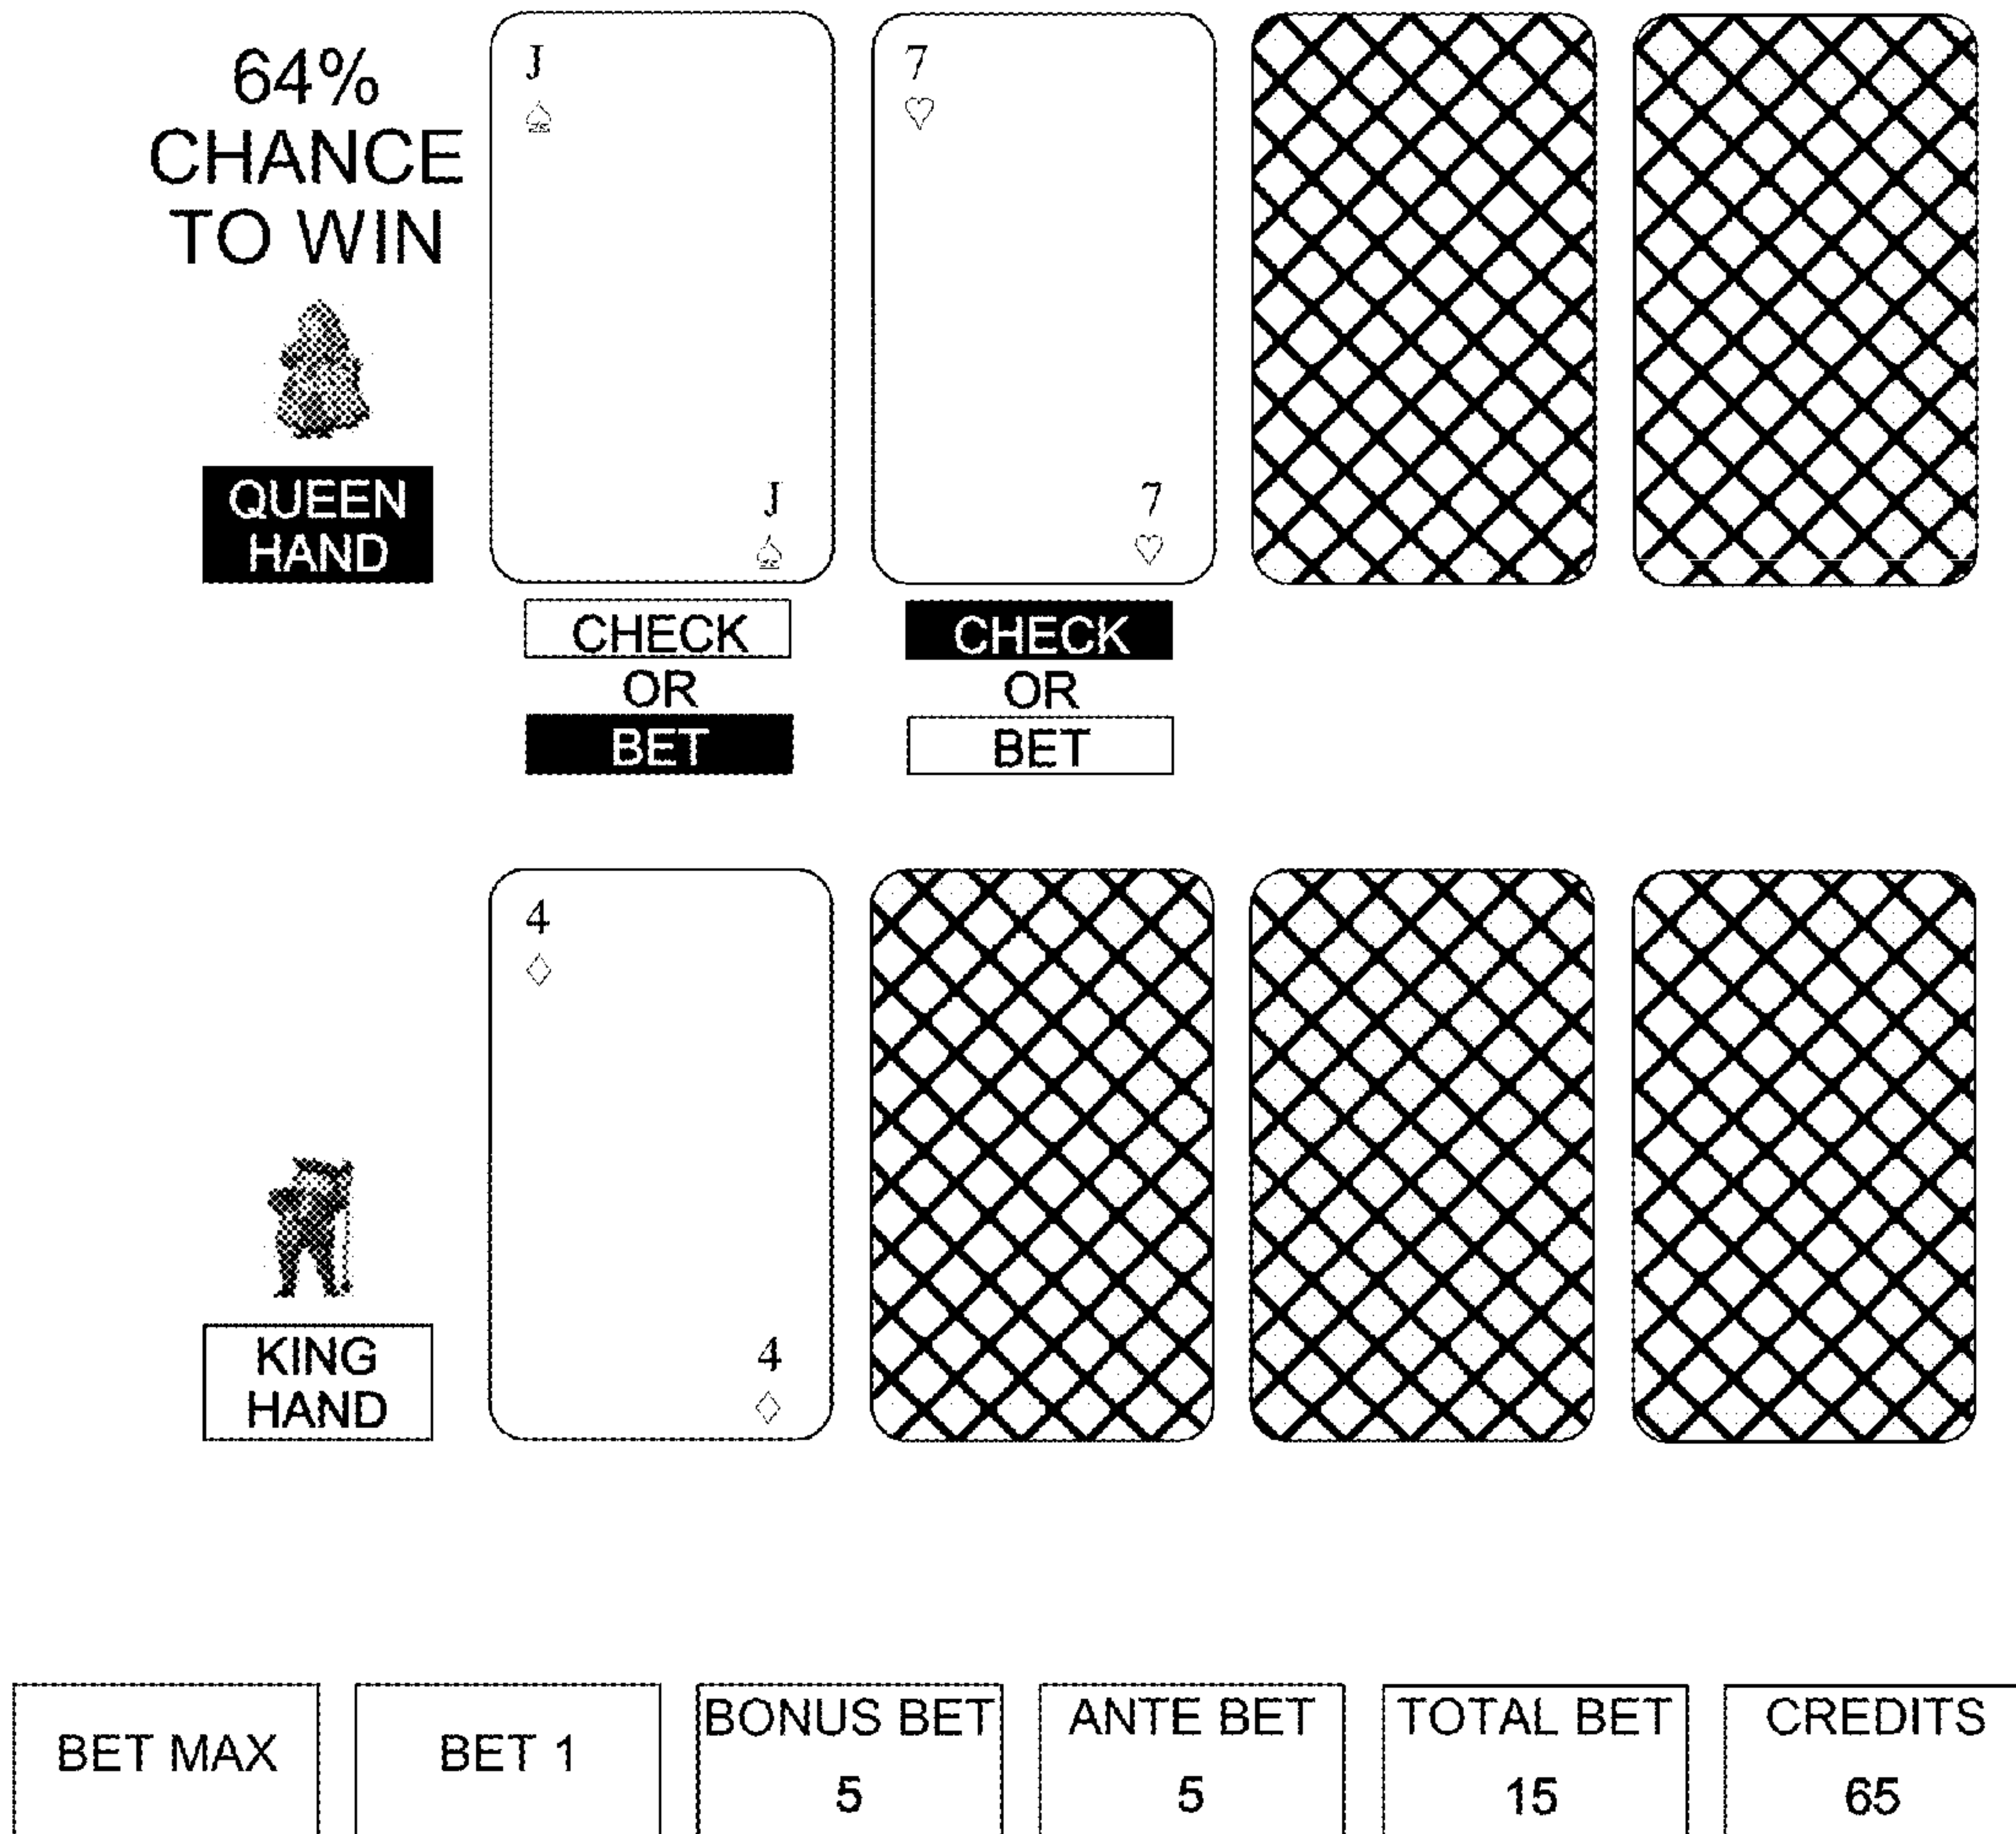 64%
CHANCE
TO WIN
QUEEN
HAND
J
J
7
7
CHECK
OR
BET
CHECK
OR
BET
4
4
KING
HAND
BET MAX
BET 1
BONUS BET
5
ANTE BET
5
TOTAL BET
15
CREDITS
65